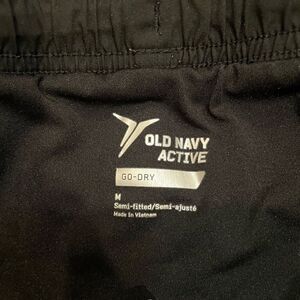 OLD NAVY
ACTIVE
GO-DRY
M
Semi-fitted/Semi-ajusté
Made in Vietnam